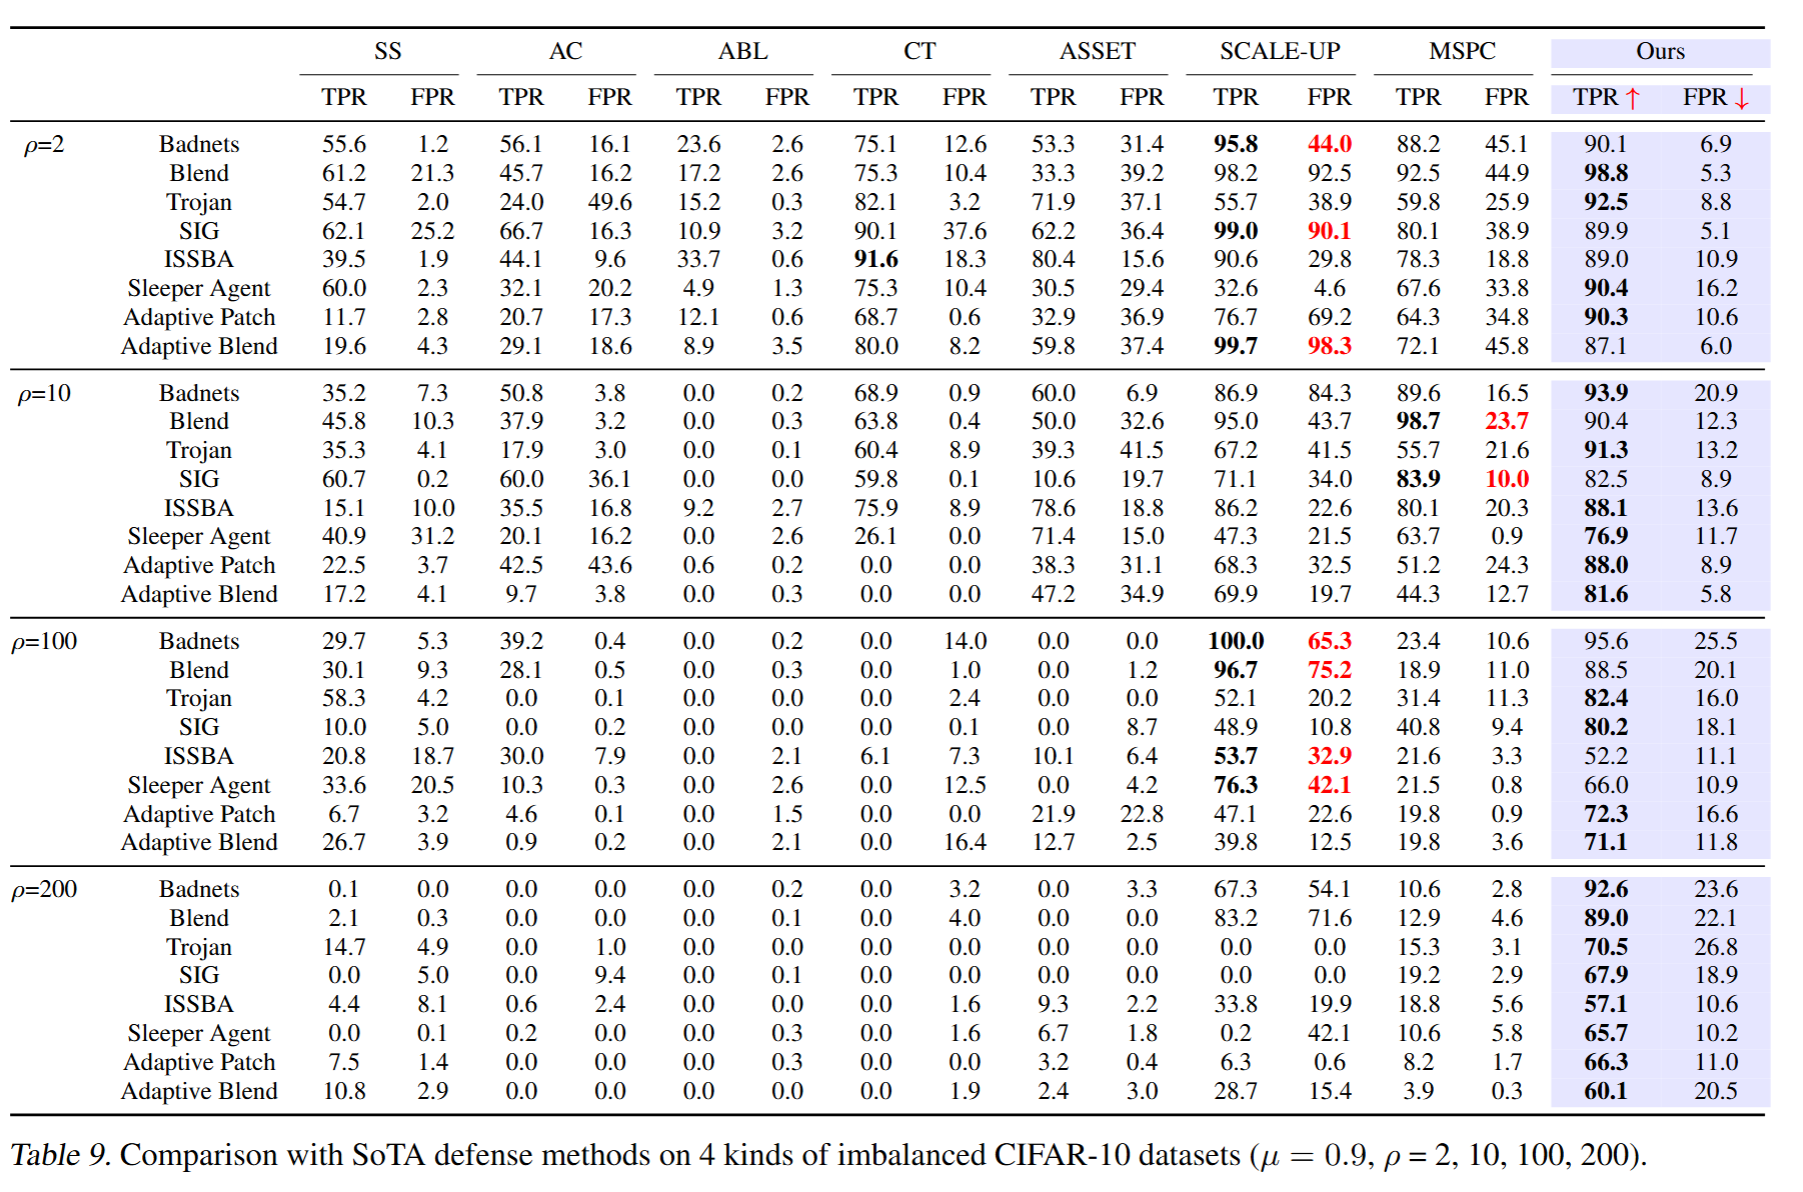 SS AC ABL CT ASSET SCALE-UP MSPC Ours
TPR FPR TPR FPR TPR FPR TPR FPR TPR FPR TPR FPR TPR FPR TPR ↑ FPR ↓
ρ=2 Badnets 55.6 1.2 56.1 16.1 23.6 2.6 75.1 12.6 53.3 31.4 95.8 44.0 88.2 45.1 90.1 6.9
Blend 61.2 21.3 45.7 16.2 17.2 2.6 75.3 10.4 33.3 39.2 98.2 92.5 92.5 44.9 98.8 5.3
Trojan 54.7 2.0 24.0 49.6 15.2 0.3 82.1 3.2 71.9 37.1 55.7 38.9 59.8 25.9 92.5 8.8
SIG 62.1 25.2 66.7 16.3 10.9 3.2 90.1 37.6 62.2 36.4 99.0 90.1 80.1 38.9 89.9 5.1
ISSBA 39.5 1.9 44.1 9.6 33.7 0.6 91.6 18.3 80.4 15.6 90.6 29.8 78.3 18.8 89.0 10.9
Sleeper Agent 60.0 2.3 32.1 20.2 4.9 1.3 75.3 10.4 30.5 29.4 32.6 4.6 67.6 33.8 90.4 16.2
Adaptive Patch 11.7 2.8 20.7 17.3 12.1 0.6 68.7 0.6 32.9 36.9 76.7 69.2 64.3 34.8 90.3 10.6
Adaptive Blend 19.6 4.3 29.1 18.6 8.9 3.5 80.0 8.2 59.8 37.4 99.7 98.3 72.1 45.8 87.1 6.0
ρ=10 Badnets 35.2 7.3 50.8 3.8 0.0 0.2 68.9 0.9 60.0 6.9 86.9 84.3 89.6 16.5 93.9 20.9
Blend 45.8 10.3 37.9 3.2 0.0 0.3 63.8 0.4 50.0 32.6 95.0 43.7 98.7 23.7 90.4 12.3
Trojan 35.3 4.1 17.9 3.0 0.0 0.1 60.4 8.9 39.3 41.5 67.2 41.5 55.7 21.6 91.3 13.2
SIG 60.7 0.2 60.0 36.1 0.0 0.0 59.8 0.1 10.6 19.7 71.1 34.0 83.9 10.0 82.5 8.9
ISSBA 15.1 10.0 35.5 16.8 9.2 2.7 75.9 8.9 78.6 18.8 86.2 22.6 80.1 20.3 88.1 13.6
Sleeper Agent 40.9 31.2 20.1 16.2 0.0 2.6 26.1 0.0 71.4 15.0 47.3 21.5 63.7 0.9 76.9 11.7
Adaptive Patch 22.5 3.7 42.5 43.6 0.6 0.2 0.0 0.0 38.3 31.1 68.3 32.5 51.2 24.3 88.0 8.9
Adaptive Blend 17.2 4.1 9.7 3.8 0.0 0.3 0.0 0.0 47.2 34.9 69.9 19.7 44.3 12.7 81.6 5.8
ρ=100 Badnets 29.7 5.3 39.2 0.4 0.0 0.2 0.0 14.0 0.0 0.0 100.0 65.3 23.4 10.6 95.6 25.5
Blend 30.1 9.3 28.1 0.5 0.0 0.3 0.0 1.0 0.0 1.2 96.7 75.2 18.9 11.0 88.5 20.1
Trojan 58.3 4.2 0.0 0.1 0.0 0.0 0.0 2.4 0.0 0.0 52.1 20.2 31.4 11.3 82.4 16.0
SIG 10.0 5.0 0.0 0.2 0.0 0.0 0.0 0.1 0.0 8.7 48.9 10.8 40.8 9.4 80.2 18.1
ISSBA 20.8 18.7 30.0 7.9 0.0 2.1 6.1 7.3 10.1 6.4 53.7 32.9 21.6 3.3 52.2 11.1
Sleeper Agent 33.6 20.5 10.3 0.3 0.0 2.6 0.0 12.5 0.0 4.2 76.3 42.1 21.5 0.8 66.0 10.9
Adaptive Patch 6.7 3.2 4.6 0.1 0.0 1.5 0.0 0.0 21.9 22.8 47.1 22.6 19.8 0.9 72.3 16.6
Adaptive Blend 26.7 3.9 0.9 0.2 0.0 2.1 0.0 16.4 12.7 2.5 39.8 12.5 19.8 3.6 71.1 11.8
ρ=200 Badnets 0.1 0.0 0.0 0.0 0.0 0.2 0.0 3.2 0.0 3.3 67.3 54.1 10.6 2.8 92.6 23.6
Blend 2.1 0.3 0.0 0.0 0.0 0.1 0.0 4.0 0.0 0.0 83.2 71.6 12.9 4.6 89.0 22.1
Trojan 14.7 4.9 0.0 1.0 0.0 0.0 0.0 0.0 0.0 0.0 0.0 0.0 15.3 3.1 70.5 26.8
SIG 0.0 5.0 0.0 9.4 0.0 0.1 0.0 0.0 0.0 0.0 0.0 0.0 19.2 2.9 67.9 18.9
ISSBA 4.4 8.1 0.6 2.4 0.0 0.0 0.0 1.6 9.3 2.2 33.8 19.9 18.8 5.6 57.1 10.6
Sleeper Agent 0.0 0.1 0.2 0.0 0.0 0.3 0.0 1.6 6.7 1.8 0.2 42.1 10.6 5.8 65.7 10.2
Adaptive Patch 7.5 1.4 0.0 0.0 0.0 0.3 0.0 0.0 3.2 0.4 6.3 0.6 8.2 1.7 66.3 11.0
Adaptive Blend 10.8 2.9 0.0 0.0 0.0 0.0 0.0 1.9 2.4 3.0 28.7 15.4 3.9 0.3 60.1 20.5
Table 9. Comparison with SoTA defense methods on 4 kinds of imbalanced CIFAR-10 datasets (μ = 0.9, ρ = 2, 10, 100, 200).